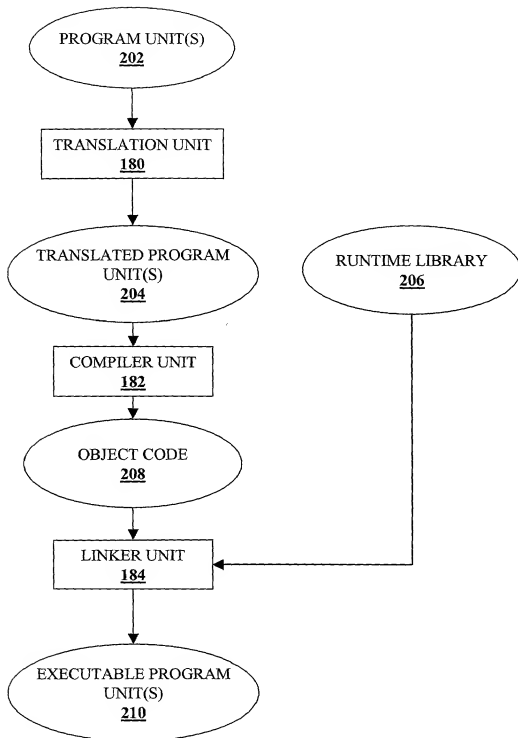 PROGRAM UNIT(S)
202
TRANSLATION UNIT
180
TRANSLATED PROGRAM
UNIT(S)
204
RUNTIME LIBRARY
206
COMPILER UNIT
182
OBJECT CODE
208
LINKER UNIT
184
EXECUTABLE PROGRAM
UNIT(S)
210